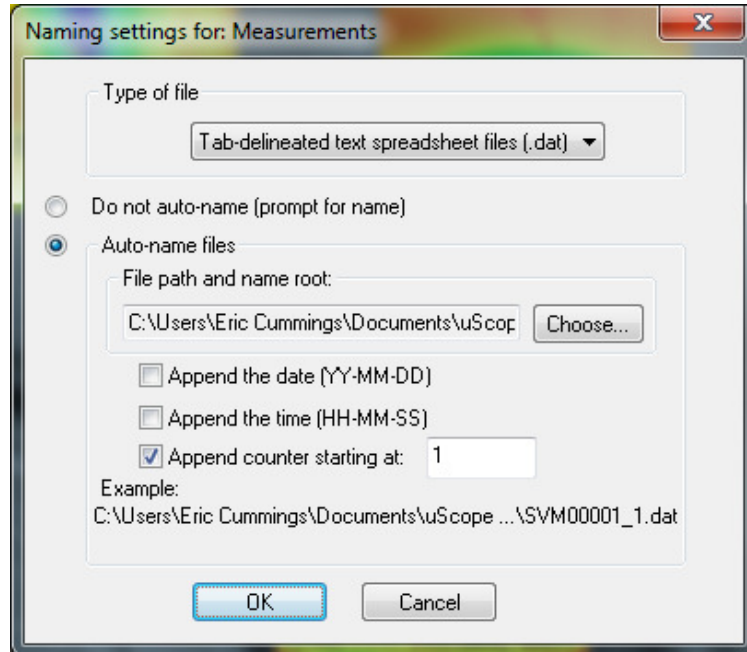 Naming settings for: Measurements
Type of file
Tab-delineated text spreadsheet files (.dat)
Do not auto-name (prompt for name)
Auto-name files
File path and name root:
C:\Users\Eric Cummings\Documents\uScop
Choose...
Append the date (YY-MM-DD)
Append the time (HH-MM-SS)
Append counter starting at: 1
Example:
C:\Users\Eric Cummings\Documents\uScope ...\SVM00001_1.dat
OK Cancel